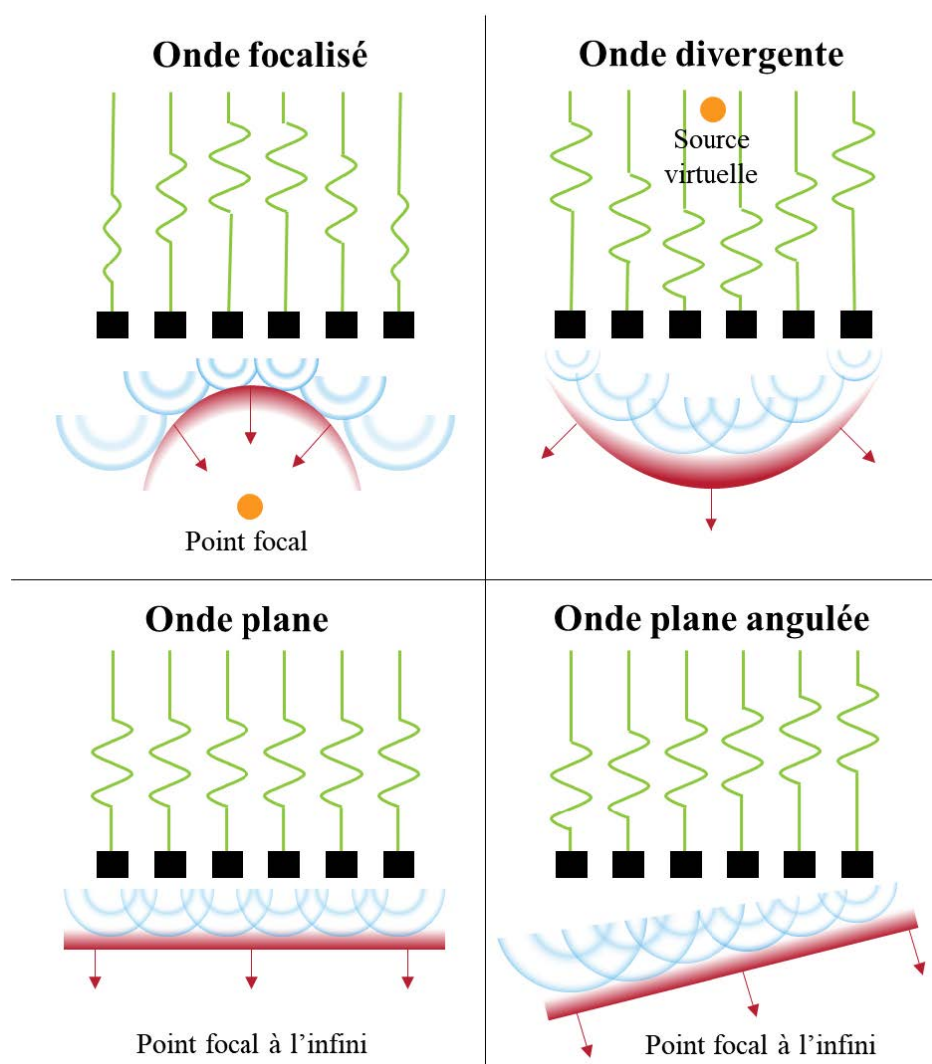 Onde focalisé
Point focal
Onde divergente
Source
virtuelle
Onde plane
Point focal à l'infini
Onde plane angulée
Point focal à l'infini